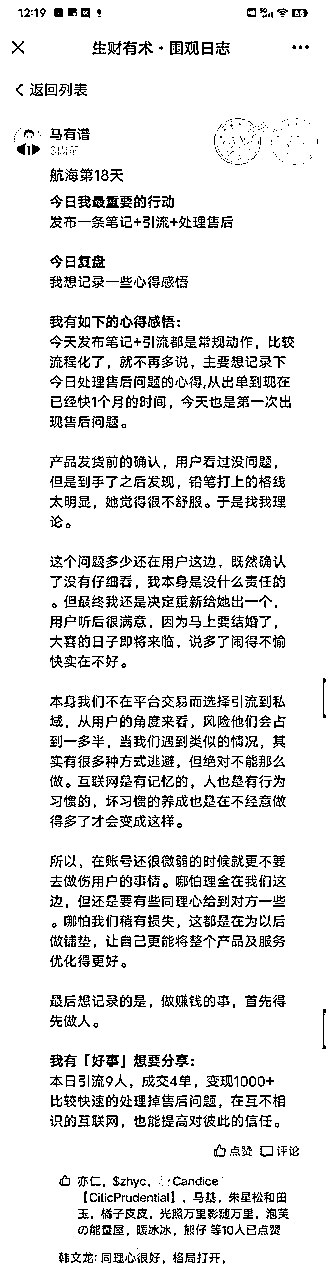 12:19
生财有术·围观日志
返回列表
马有谱
航海第18天
今日我最重要的行动
发布一条笔记+引流+处理售后
今日复盘
我想记录一些心得感悟
我有如下的心得感悟:
今天发布笔记+引流都是常规动作,比较
流程化了,就不再多说,主要想记录下
今日处理售后问题的心得,从出单到现在
已经快1个月的时间,今天也是第一次出
现售后问题。
产品发货前的确认,用户看过没问题,
但是到手了之后发现,铅笔打上的格线
太明显,她觉得很不舒服。于是找我理
论。
这个问题多少还在用户这边,既然确认
了没有仔细看,我本身是没什么责任的
。但最终我还是决定重新给她出一个,
用户听后很满意,因为马上要结婚了,
大喜的日子即将来临,说多了闹得不愉
快实在不好。
本身我们不在平台交易而选择引流到私
域,从用户的角度来看,风险他们会占
到一多半,当我们遇到类似的情况,其
实有很多种方式逃避,但绝对不能那么
做。互联网是有记忆的,人也是有行为
习惯的,坏习惯的养成也是在不经意做
得多了才会变成这样。
所以,在账号还很微弱的时候就更不要
去做伤用户的事情。哪怕理全在我们这
边,但还是要有些同理心给到对方一些
。哪怕我们稍有损失,这都是在为以后
做铺垫,让自己更能将整个产品及服务
优化得更好。
最后想记录的是,做赚钱的事,首先得
先做人。
我有「好事」想要分享:
本日引流9人,成交4单,变现1000+
比较快速的处理掉售后问题,在互不相
识的互联网,也能提高对彼此的信任。
点赞 评论
亦仁,$zhyc,Candice
【CiticPrudential】,马基,朱星松和田
玉,橘子皮皮,光照万里影随万里,泡芙
の能量屋,暖冰冰,熊仔 等10人已点赞
韩文龙: 同理心很好,格局打开,